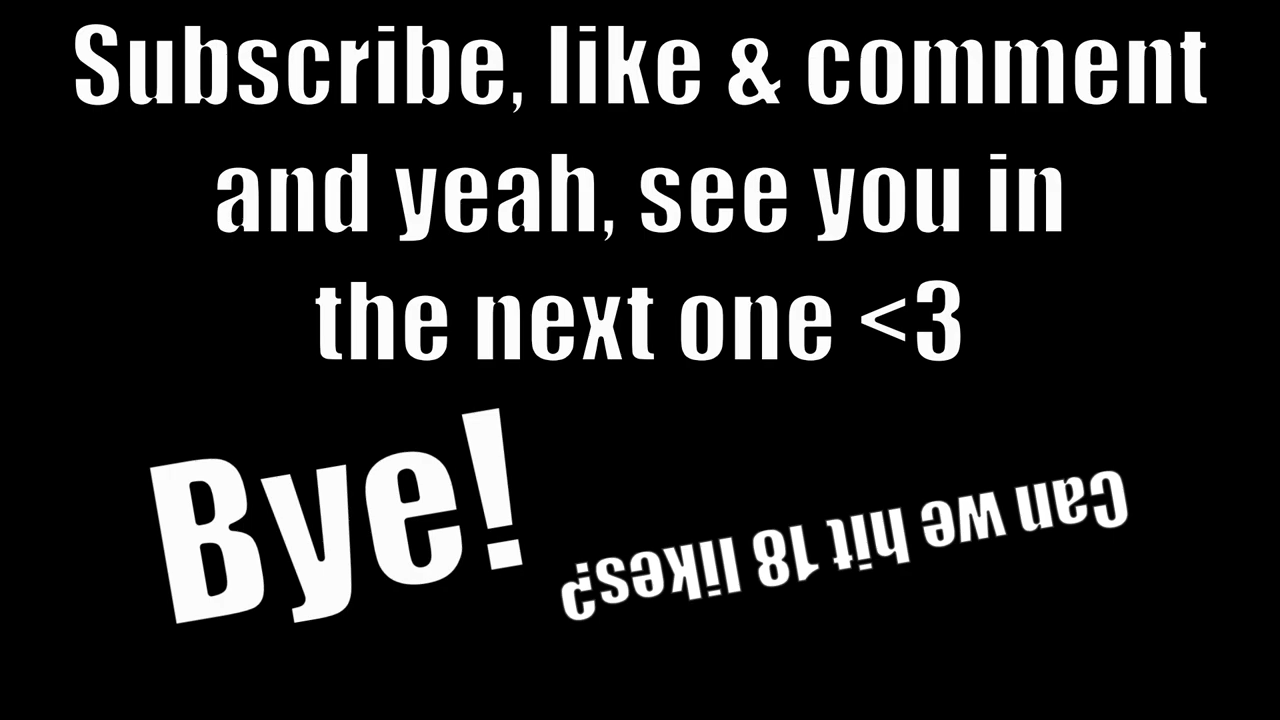 Subscribe, like & comment
and yeah, see you in
the next one <3
Bye!
Can we hit 18 likes?